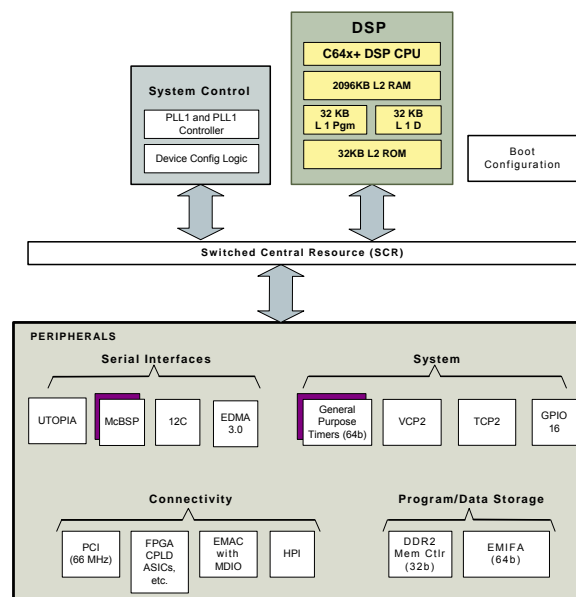 DSP
C64x+ DSP CPU
2096KB L2 RAM
32 KB
L 1 Pgm
32 KB
L 1 D
32KB L2 ROM
System Control
PLL1 and PLL1
Controller
Device Config Logic
Boot
Configuration
Switched Central Resource (SCR)
PERIPHERALS
Serial Interfaces
System
UTOPIA
McBSP
12C
EDMA
3.0
General
Purpose
Timers (64b)
VCP2
TCP2
GPIO
16
Connectivity
Program/Data Storage
PCI
(66 MHz)
FPGA
CPLD
ASICs,
etc.
EMAC
with
MDIO
HPI
DDR2
Mem Ctlr
(32b)
EMIFA
(64b)